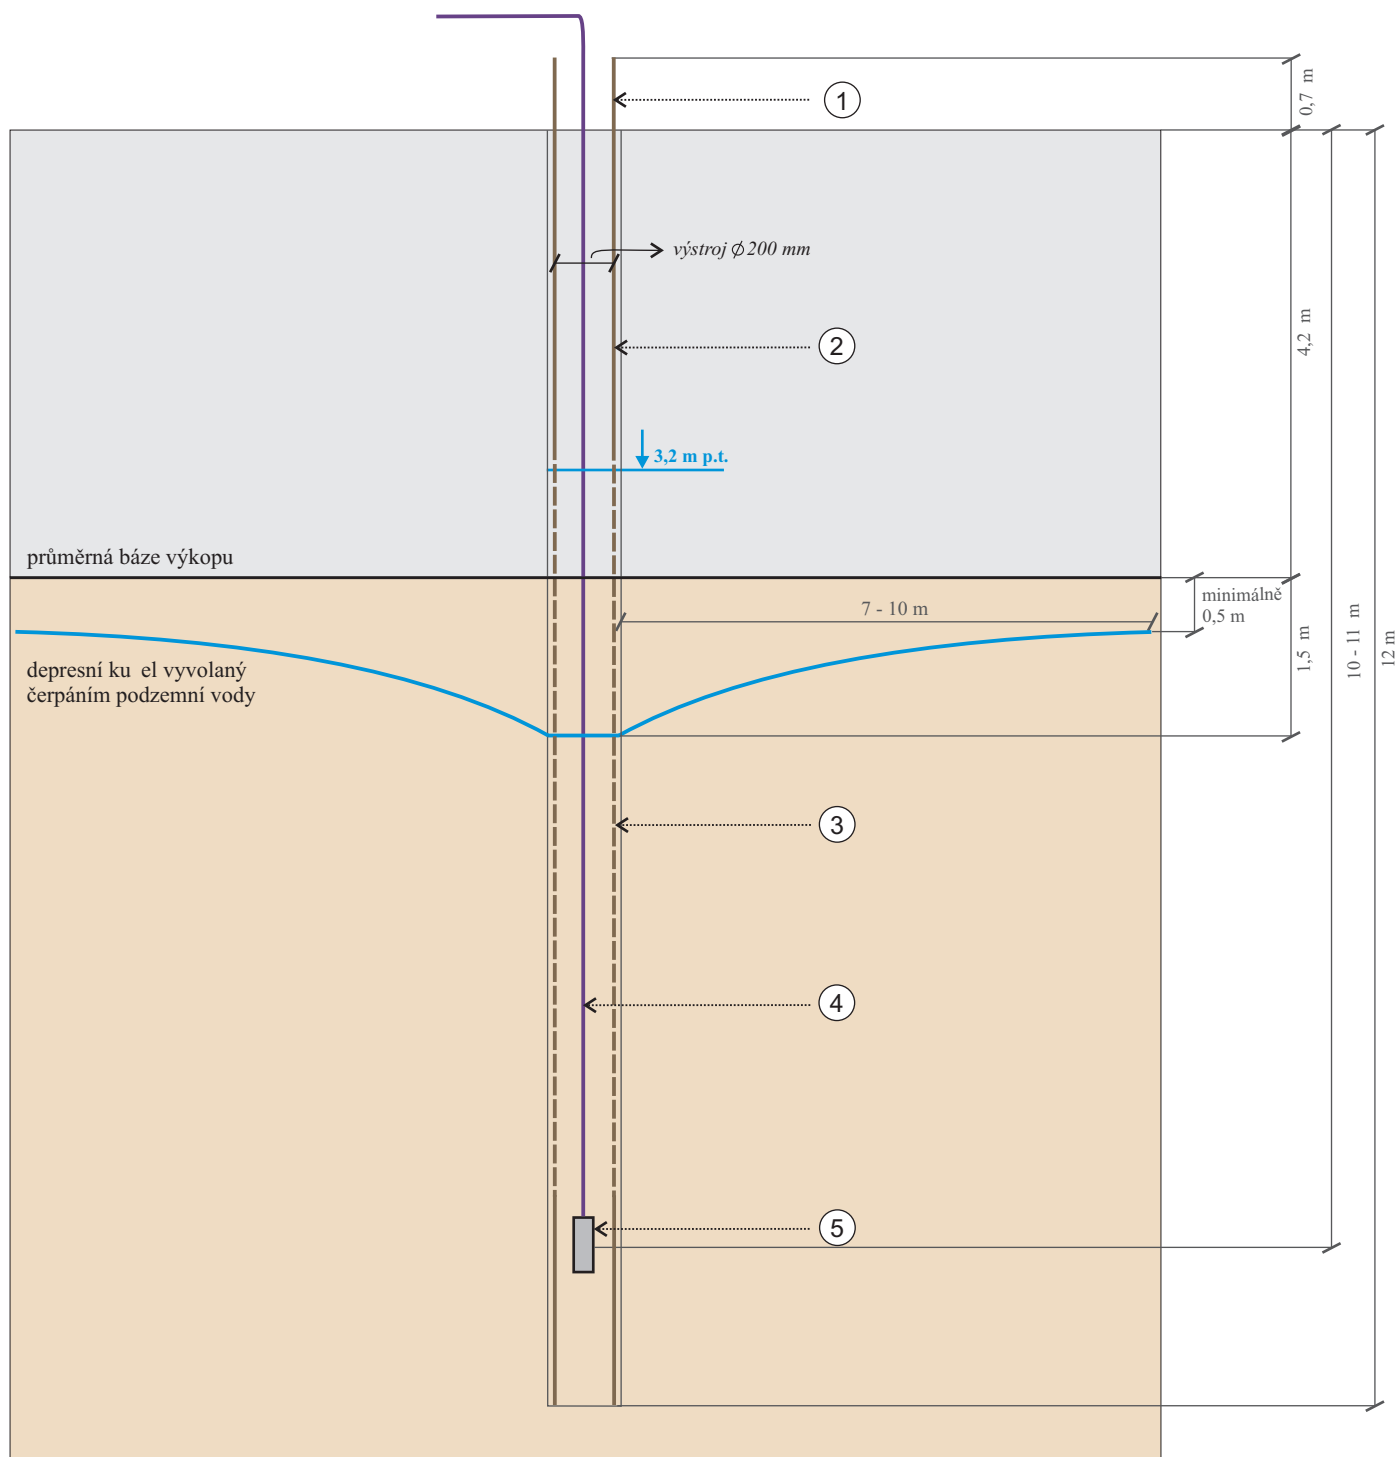 1
0,7 m
výstroj ϕ 200 mm
4,2 m
2
3,2 m p.t.
průměrná báze výkopu
minimálně
0,5 m
7 - 10 m
1,5 m
10 - 11 m
12 m
depresní ku el vyvolaný
čerpáním podzemní vody
3
4
5